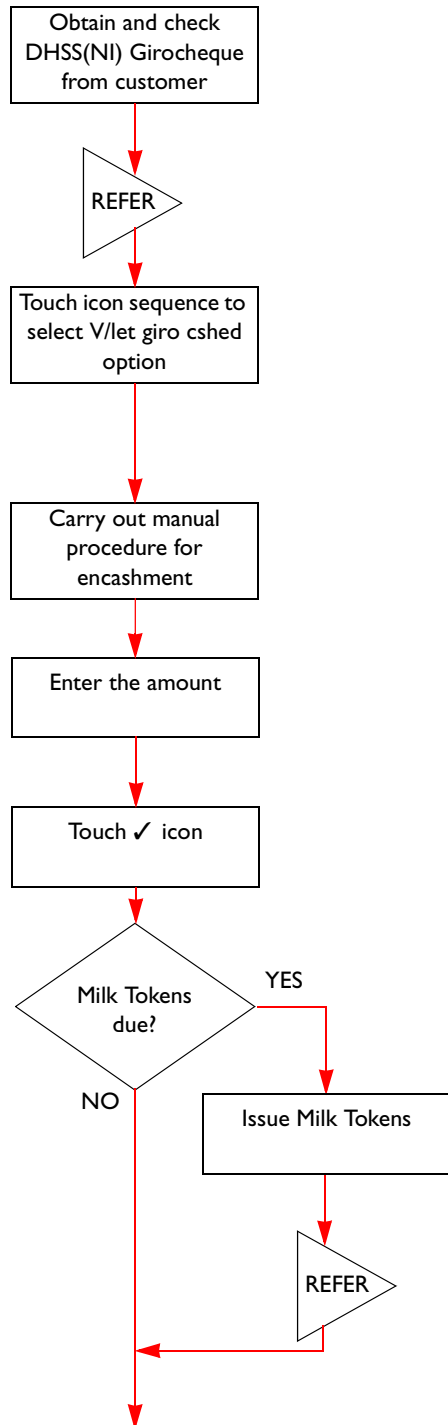 Obtain and check
DHSS(NI) Girocheque
from customer
REFER
Touch icon sequence to
select V/let giro cshed
option
Carry out manual
procedure for
encashment
Enter the amount
Touch ✓ icon
Milk Tokens
due?
YES
NO
Issue Milk Tokens
REFER